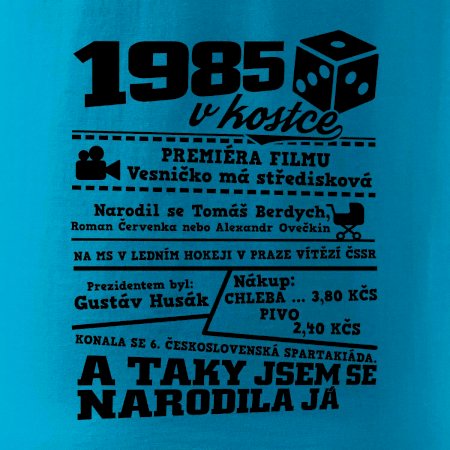 1985
v kostce
PREMIÉRA FILMU
Vesničko má středisková
Narodil se Tomáš Berdych,
Roman Červenka nebo Alexandr Ovečkin
NA MS V LEDNÍM HOKEJI V PRAZE VÍTĚZÍ ČSSR
Prezidentem byl:
Gustáv Husák
Nákup:
CHLEBA ... 3,80 KČS
PIVO
2,40 KČS
KONALA SE 6. ČESKOSLOVENSKÁ SPARTAKIÁDA.
A TAKY JSEM SE
NARODILA JÁ